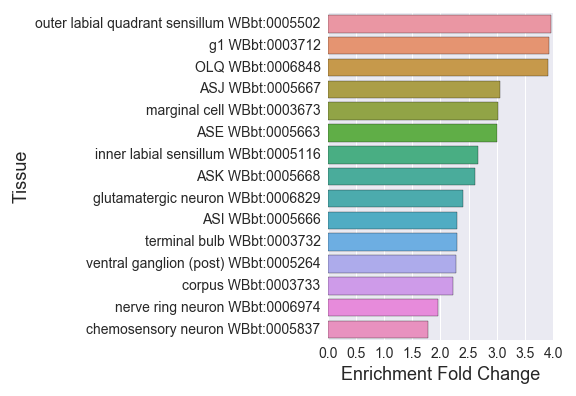 outer labial quadrant sensillum WBbt:0005502
g1 WBbt:0003712
OLQ WBbt:0006848
ASJ WBbt:0005667
marginal cell WBbt:0003673
ASE WBbt:0005663
inner labial sensillum WBbt:0005116
ASK WBbt:0005668
glutamatergic neuron WBbt:0006829
ASI WBbt:0005666
terminal bulb WBbt:0003732
ventral ganglion (post) WBbt:0005264
corpus WBbt:0003733
nerve ring neuron WBbt:0006974
chemosensory neuron WBbt:0005837
Tissue
0.0 0.5 1.0 1.5 2.0 2.5 3.0 3.5 4.0
Enrichment Fold Change